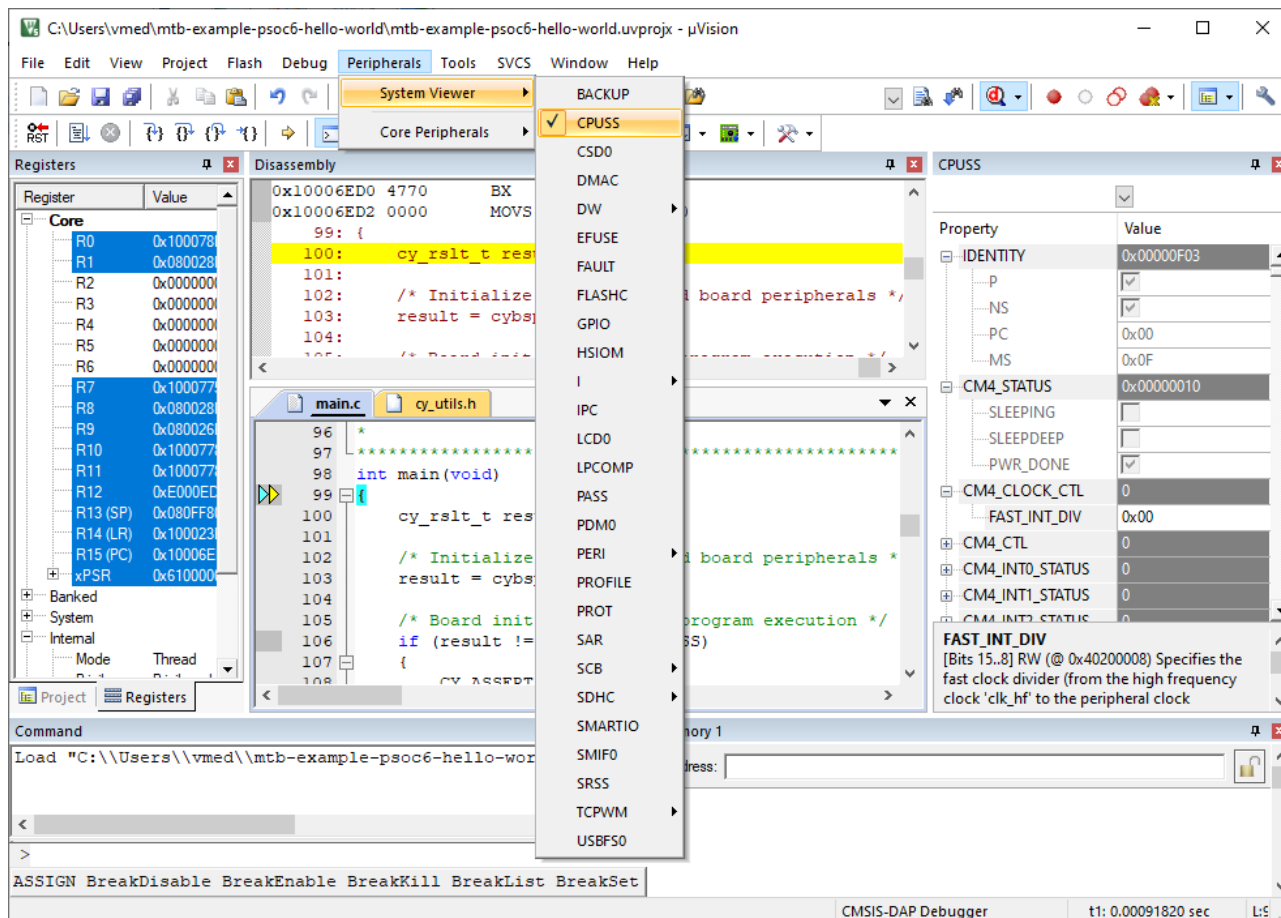 C:\Users\vmed\mtb-example-psoc6-hello-world\mtb-example-psoc6-hello-world.uvprojx - µVision
File Edit View Project Flash Debug Peripherals Tools SVCS Window Help
System Viewer
Core Peripherals
BACKUP
CPUSS
CSD0
DMAC
DW
EFUSE
FAULT
FLASHC
GPIO
HSIOM
I
IPC
LCD0
LPCOMP
PASS
PDM0
PERI
PROFILE
PROT
SAR
SCB
SDHC
SMARTIO
SMIF0
SRSS
TCPWM
USBFS0
RST
Registers
Register Value
Core
R0 0x100078
R1 0x080028
R2 0x000000
R3 0x000000
R4 0x000000
R5 0x000000
R6 0x000000
R7 0x100077
R8 0x080028
R9 0x080026
R10 0x100077
R11 0x100077
R12 0xE000ED
R13 (SP) 0x080FF8
R14 (LR) 0x100023
R15 (PC) 0x10006E
xPSR 0x610000
Banked
System
Internal
Mode Thread
Project Registers
Disassembly
0x10006ED0 4770 BX
0x10006ED2 0000 MOVS
99: {
100: cy_rslt_t res
101:
102: /* Initialize board peripherals */
103: result = cybs
104:
main.c cy_utils.h
96 *
97 ************************************************
98 int main(void)
99 {
100 cy_rslt_t res
101
102 /* Initialize board peripherals *
103 result = cybs
104
105 /* Board init program execution */
106 if (result != SS)
107 {
108 CY_ASSERT
CPUSS
Property Value
IDENTITY 0x00000F03
P
NS
PC 0x00
MS 0x0F
CM4_STATUS 0x00000010
SLEEPING
SLEEPDEEP
PWR_DONE
CM4_CLOCK_CTL 0
FAST_INT_DIV 0x00
CM4_CTL 0
CM4_INT0_STATUS 0
CM4_INT1_STATUS 0
CM4_INT2_STATUS 0
FAST_INT_DIV
[Bits 15..8] RW (@ 0x40200008) Specifies the
fast clock divider (from the high frequency
clock 'clk_hf' to the peripheral clock
Command
Load "C:\\Users\\vmed\\mtb-example-psoc6-hello-wor
>
ASSIGN BreakDisable BreakEnable BreakKill BreakList BreakSet
nory 1
dress:
CMSIS-DAP Debugger t1: 0.00091820 sec